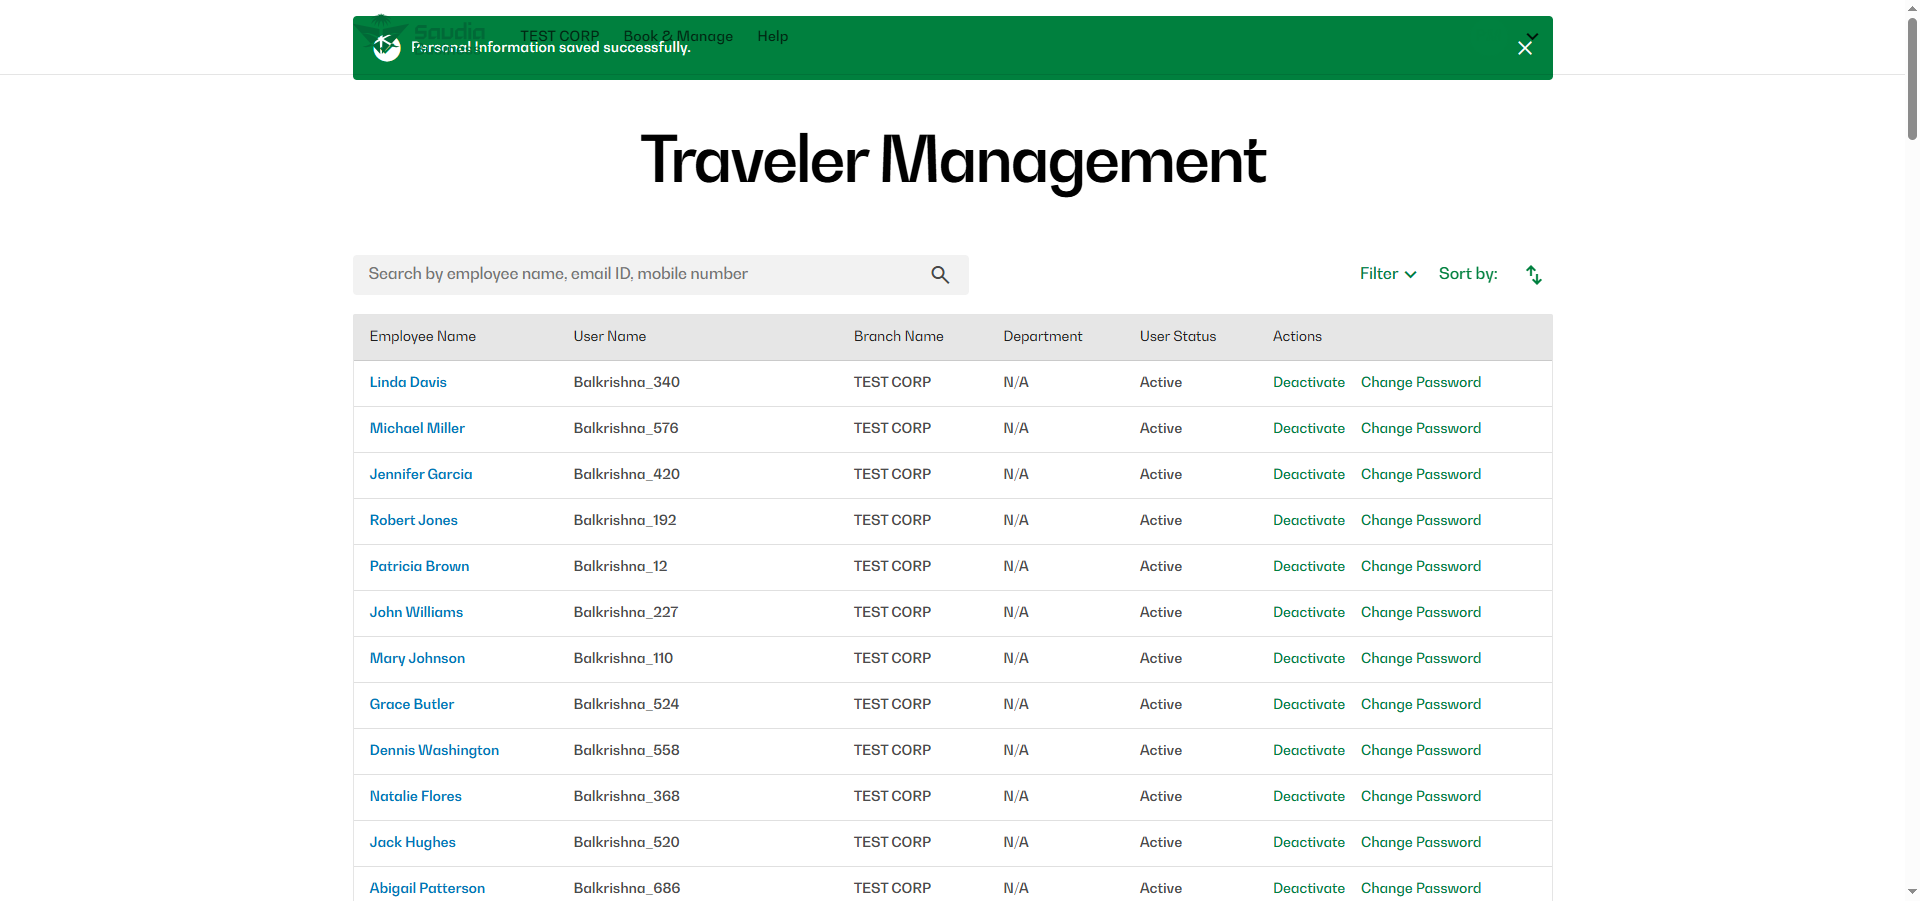 Saudia
TEST CORP Book & Manage Help
Personal Information saved successfully.
Traveler Management
Search by employee name, email ID, mobile number
Filter Sort by:
Employee Name User Name Branch Name Department User Status Actions
Linda Davis Balkrishna_340 TEST CORP N/A Active Deactivate Change Password
Michael Miller Balkrishna_576 TEST CORP N/A Active Deactivate Change Password
Jennifer Garcia Balkrishna_420 TEST CORP N/A Active Deactivate Change Password
Robert Jones Balkrishna_192 TEST CORP N/A Active Deactivate Change Password
Patricia Brown Balkrishna_12 TEST CORP N/A Active Deactivate Change Password
John Williams Balkrishna_227 TEST CORP N/A Active Deactivate Change Password
Mary Johnson Balkrishna_110 TEST CORP N/A Active Deactivate Change Password
Grace Butler Balkrishna_524 TEST CORP N/A Active Deactivate Change Password
Dennis Washington Balkrishna_558 TEST CORP N/A Active Deactivate Change Password
Natalie Flores Balkrishna_368 TEST CORP N/A Active Deactivate Change Password
Jack Hughes Balkrishna_520 TEST CORP N/A Active Deactivate Change Password
Abigail Patterson Balkrishna_686 TEST CORP N/A Active Deactivate Change Password